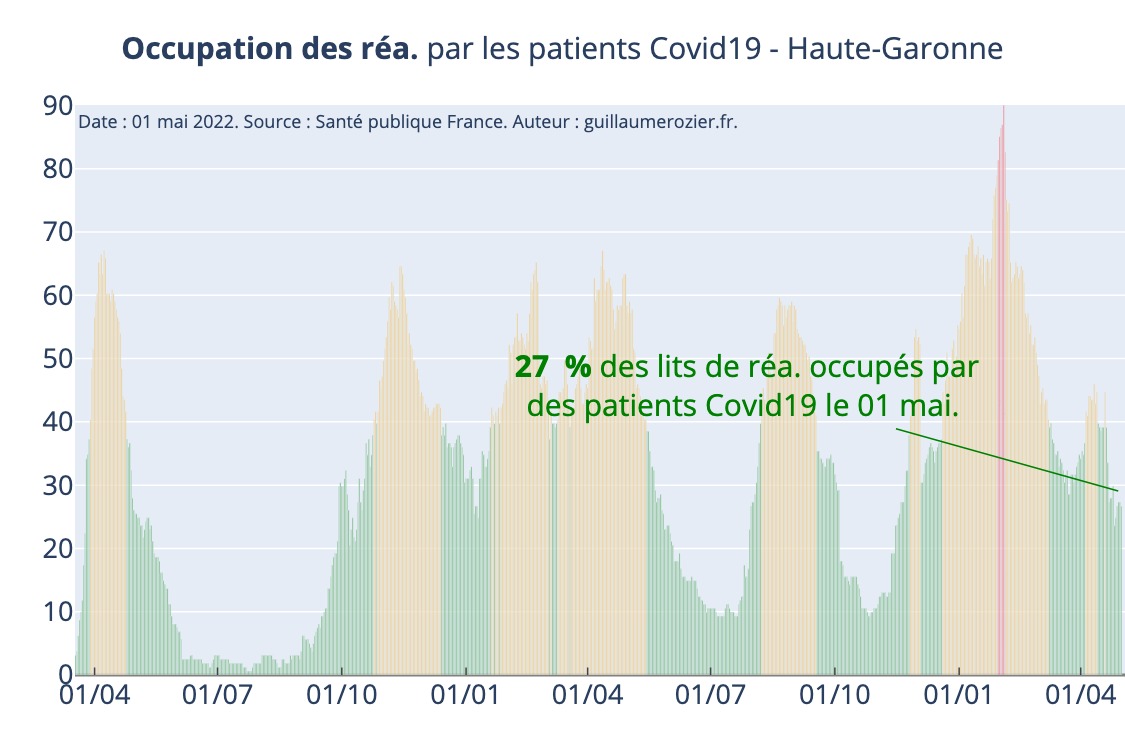 Occupation des réa. par les patients Covid19 - Haute-Garonne
90
Date : 01 mai 2022. Source : Santé publique France. Auteur : guillaumerozier.fr.
80
70
60
50
27 % des lits de réa. occupés par
des patients Covid19 le 01 mai.
40
30
20
10
0
01/04 01/07 01/10 01/01 01/04 01/07 01/10 01/01 01/04